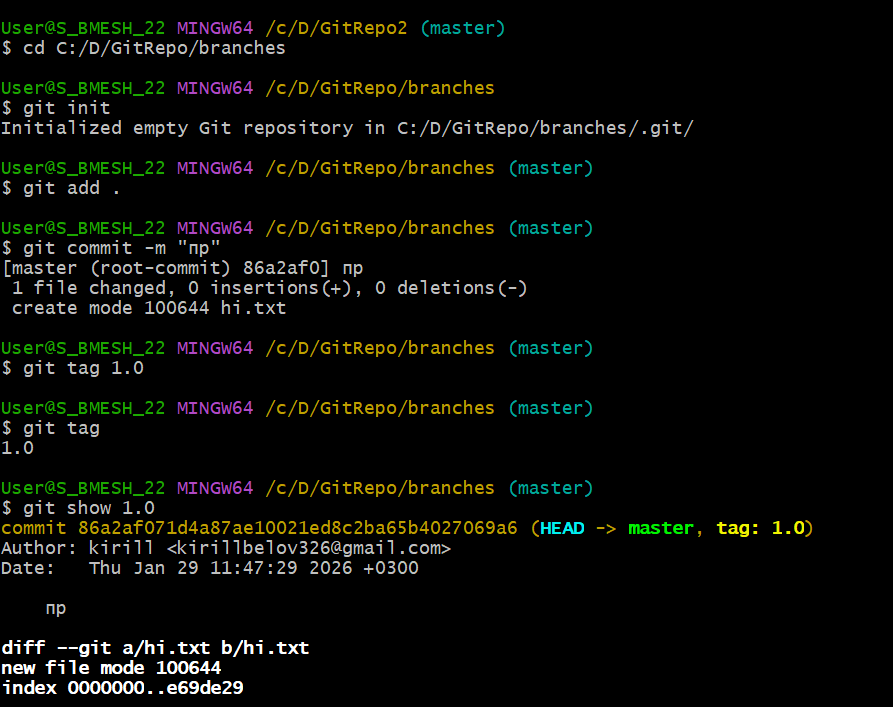 User@S_BMESH_22 MINGW64 /c/D/GitRepo2 (master)
$ cd C:/D/GitRepo/branches
User@S_BMESH_22 MINGW64 /c/D/GitRepo/branches
$ git init
Initialized empty Git repository in C:/D/GitRepo/branches/.git/
User@S_BMESH_22 MINGW64 /c/D/GitRepo/branches (master)
$ git add .
User@S_BMESH_22 MINGW64 /c/D/GitRepo/branches (master)
$ git commit -m "пр"
[master (root-commit) 86a2af0] пр
 1 file changed, 0 insertions(+), 0 deletions(-)
 create mode 100644 hi.txt
User@S_BMESH_22 MINGW64 /c/D/GitRepo/branches (master)
$ git tag 1.0
User@S_BMESH_22 MINGW64 /c/D/GitRepo/branches (master)
$ git tag
1.0
User@S_BMESH_22 MINGW64 /c/D/GitRepo/branches (master)
$ git show 1.0
commit 86a2af071d4a87ae10021ed8c2ba65b4027069a6 (HEAD -> master, tag: 1.0)
Author: kirill <kirillbelov326@gmail.com>
Date:   Thu Jan 29 11:47:29 2026 +0300
    пр
diff --git a/hi.txt b/hi.txt
new file mode 100644
index 0000000..e69de29